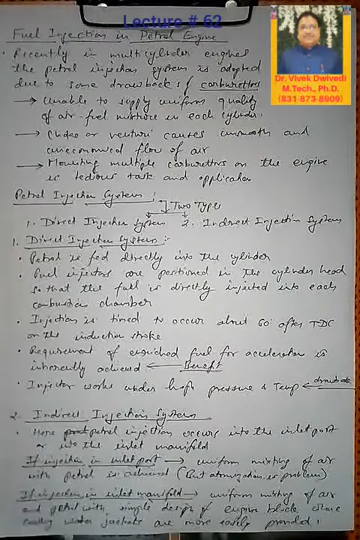 Lecture # 62
Fuel Injection in Petrol Engine
Dr. Vivek Dwivedi
M.Tech., Ph.D.
(831 873-8909)
• Recently in multicylinder engines
the petrol injection system is adopted
due to some drawbacks of carburettors
→ Unable to supply uniform quality
of air-fuel mixture in each cylinder.
→ Choke or venturi causes unsmooth and
uneconomical flow of air
→ Mounting multiple carburettors on the engine
is tedious task and application
Petrol Injection System :
Two Types
1. Direct Injection System 2. Indirect Injection System
1. Direct Injection System :-
• Petrol is fed directly into the cylinder
• Fuel injectors are positioned in the cylinder head
so that the fuel is directly injected into each
combustion chamber
• Injection is timed to occur about 60° after TDC
on the induction stroke
• Requirement of enriched fuel for acceleration is
inherently achieved ← Benefit
• Injector works under high pressure & Temp ←
2. Indirect Injection System
• Here petrol injection occurs into the inlet port
or into the inlet manifold
If injection in inlet port → uniform mixing of air
with petrol is achieved (But atomization is problem)
If injection in inlet manifold → uniform mixing of air
and petrol with simple design of engine block since
cooling water jackets are more easily provided.